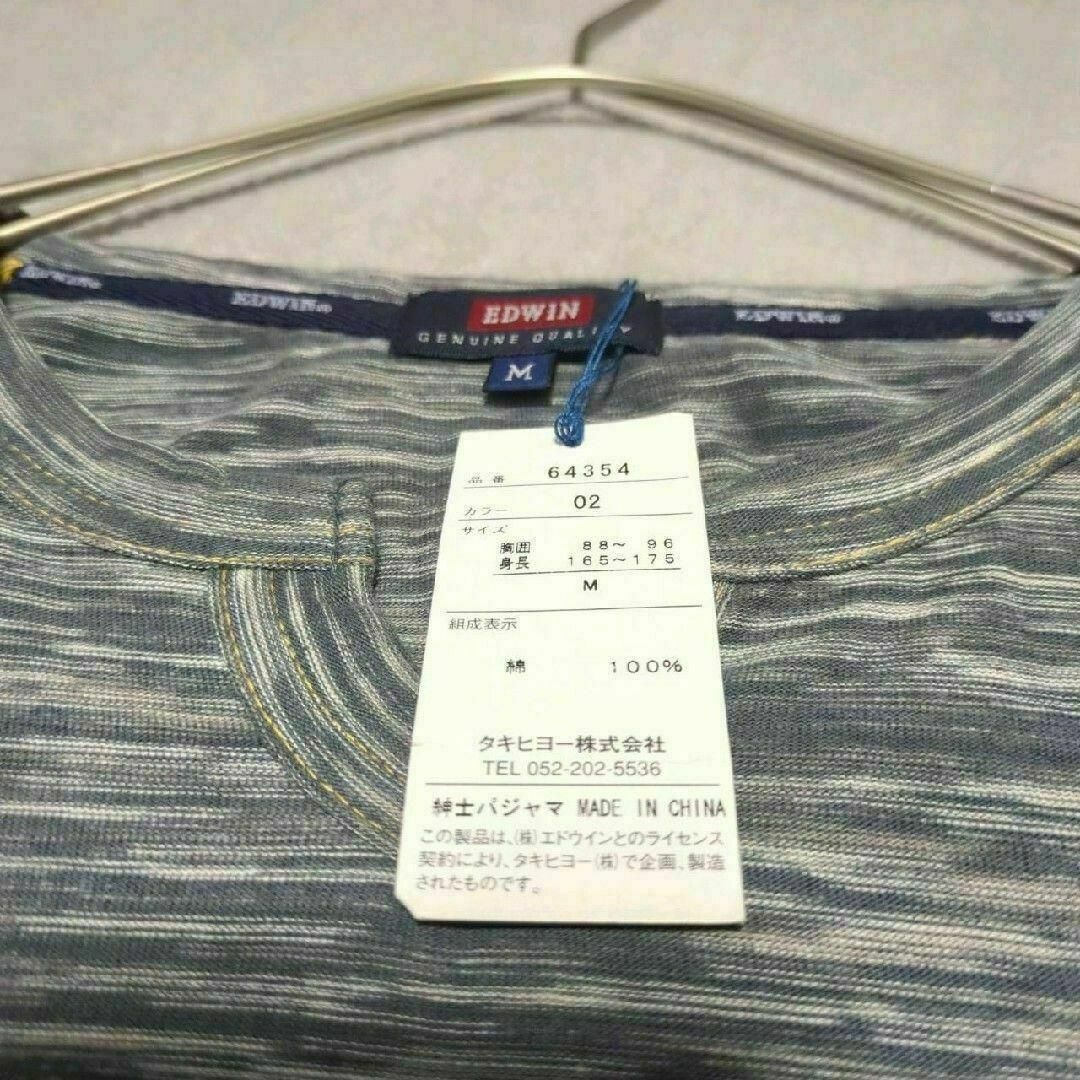 EDWIN®
EDWIN
EDWIN®
GENUINE QUALITY
M
品番 64354
カラー 02
サイズ
胸囲 88～ 96
身長 165～175
M
組成表示
綿 100%
タキヒヨー株式会社
TEL 052-202-5536
紳士パジャマ MADE IN CHINA
この製品は、(株)エドウインとのライセンス
契約により、タキヒヨー(株)で企画、製造
されたものです。